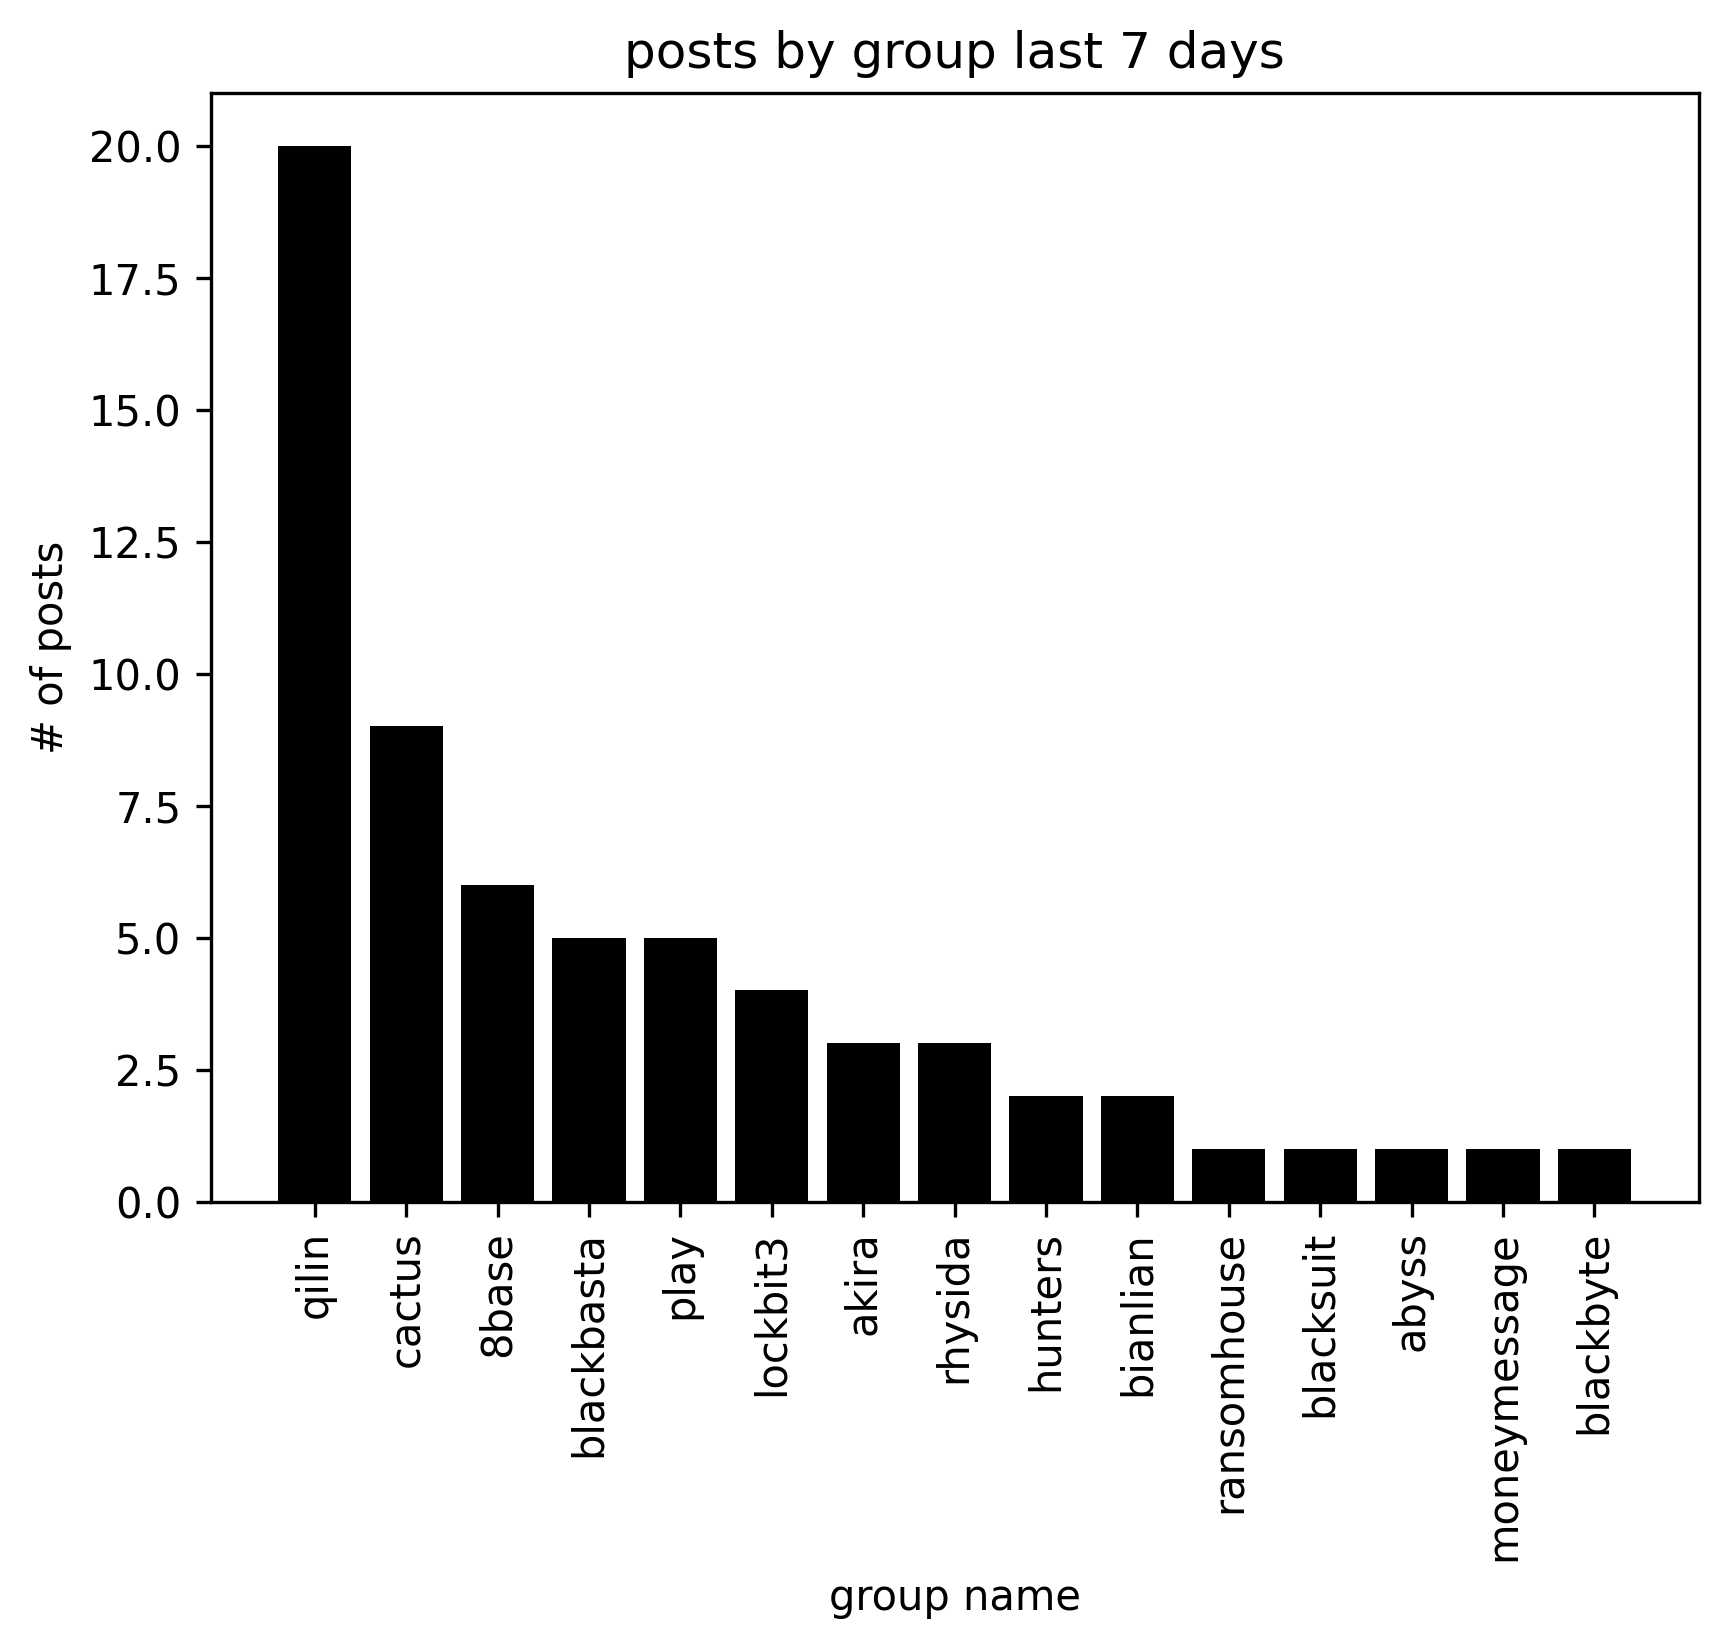 posts by group last 7 days
# of posts
20.0
17.5
15.0
12.5
10.0
7.5
5.0
2.5
0.0
qilin
cactus
8base
blackbasta
play
lockbit3
akira
rhysida
hunters
bianlian
ransomhouse
blacksuit
abyss
moneymessage
blackbyte
group name